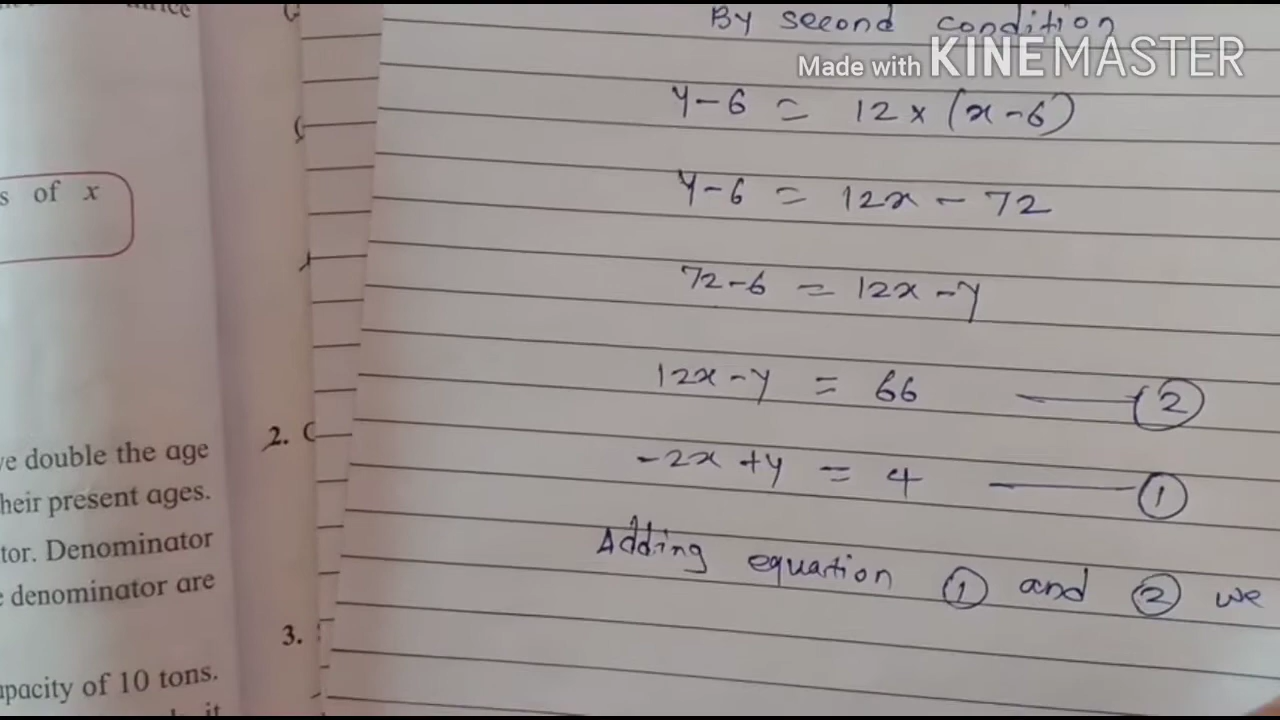 By second condition
Made with KINEMASTER
y - 6 = 12 × (x - 6)
y - 6 = 12x - 72
72 - 6 = 12x - y
12x - y = 66 —— ②
-2x + y = 4 —— ①
Adding equation ① and ② we
s of x
ve double the age
heir present ages.
tor. Denominator
e denominator are
apacity of 10 tons.
it
2.
3.